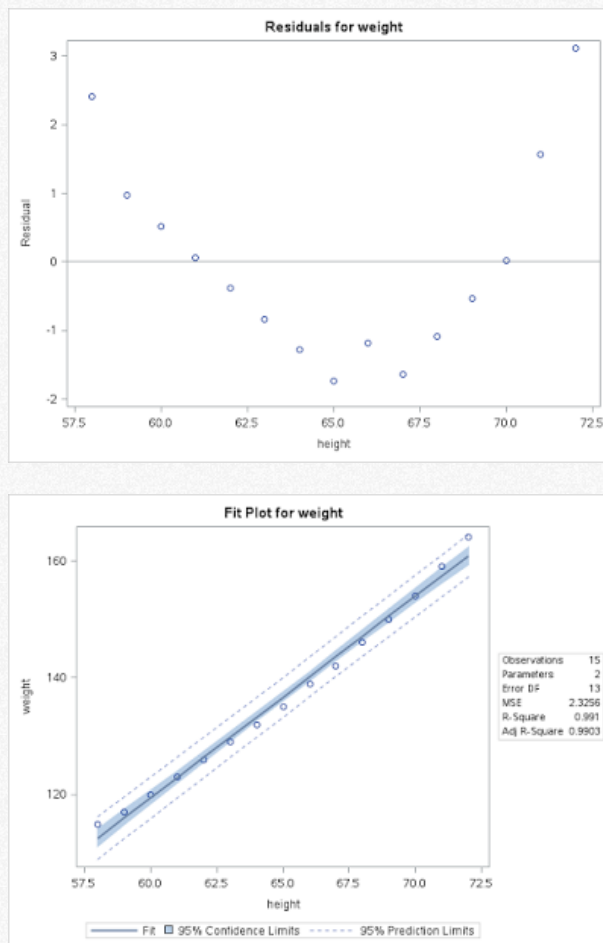 Residuals for weight
3
2
1
0
-1
-2
Residual
57.5 60.0 62.5 65.0 67.5 70.0 72.5
height
Fit Plot for weight
160
140
120
weight
57.5 60.0 62.5 65.0 67.5 70.0 72.5
height
Observations 15
Parameters 2
Error DF 13
MSE 2.3256
R-Square 0.991
Adj R-Square 0.9903
Fit 95% Confidence Limits 95% Prediction Limits